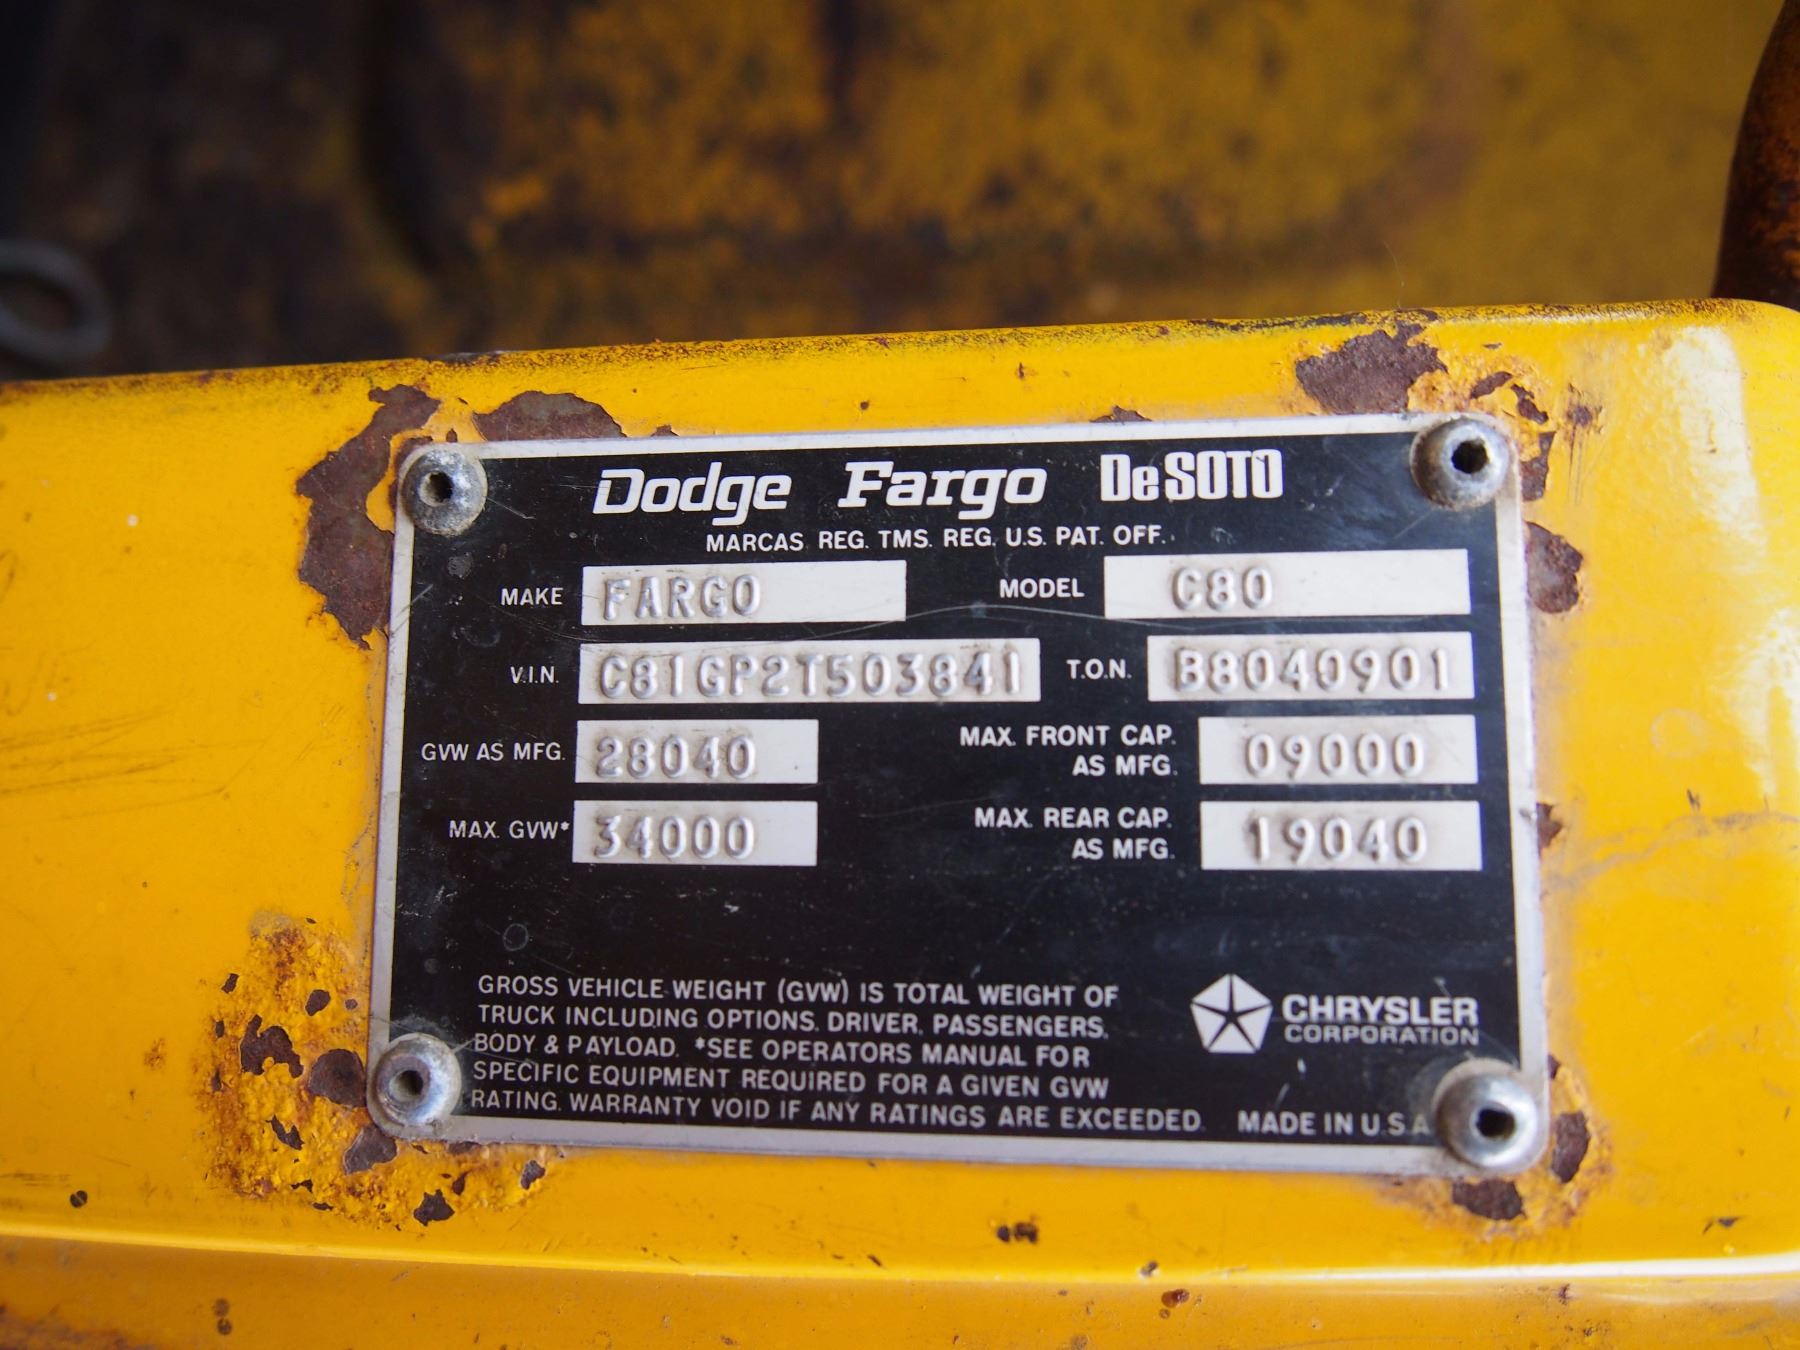 Dodge Fargo DeSOTO
MARCAS REG. TMS. REG. U.S. PAT. OFF.
MAKE FARGO MODEL C80
V.I.N. C81GP2T503841 T.O.N. B8040901
GVW AS MFG. 28040 MAX. FRONT CAP. AS MFG. 09000
MAX. GVW* 34000 MAX. REAR CAP. AS MFG. 19040
GROSS VEHICLE WEIGHT (GVW) IS TOTAL WEIGHT OF
TRUCK INCLUDING OPTIONS, DRIVER, PASSENGERS,
BODY & PAYLOAD. *SEE OPERATORS MANUAL FOR
SPECIFIC EQUIPMENT REQUIRED FOR A GIVEN GVW
RATING. WARRANTY VOID IF ANY RATINGS ARE EXCEEDED.
CHRYSLER
CORPORATION
MADE IN U.S.A